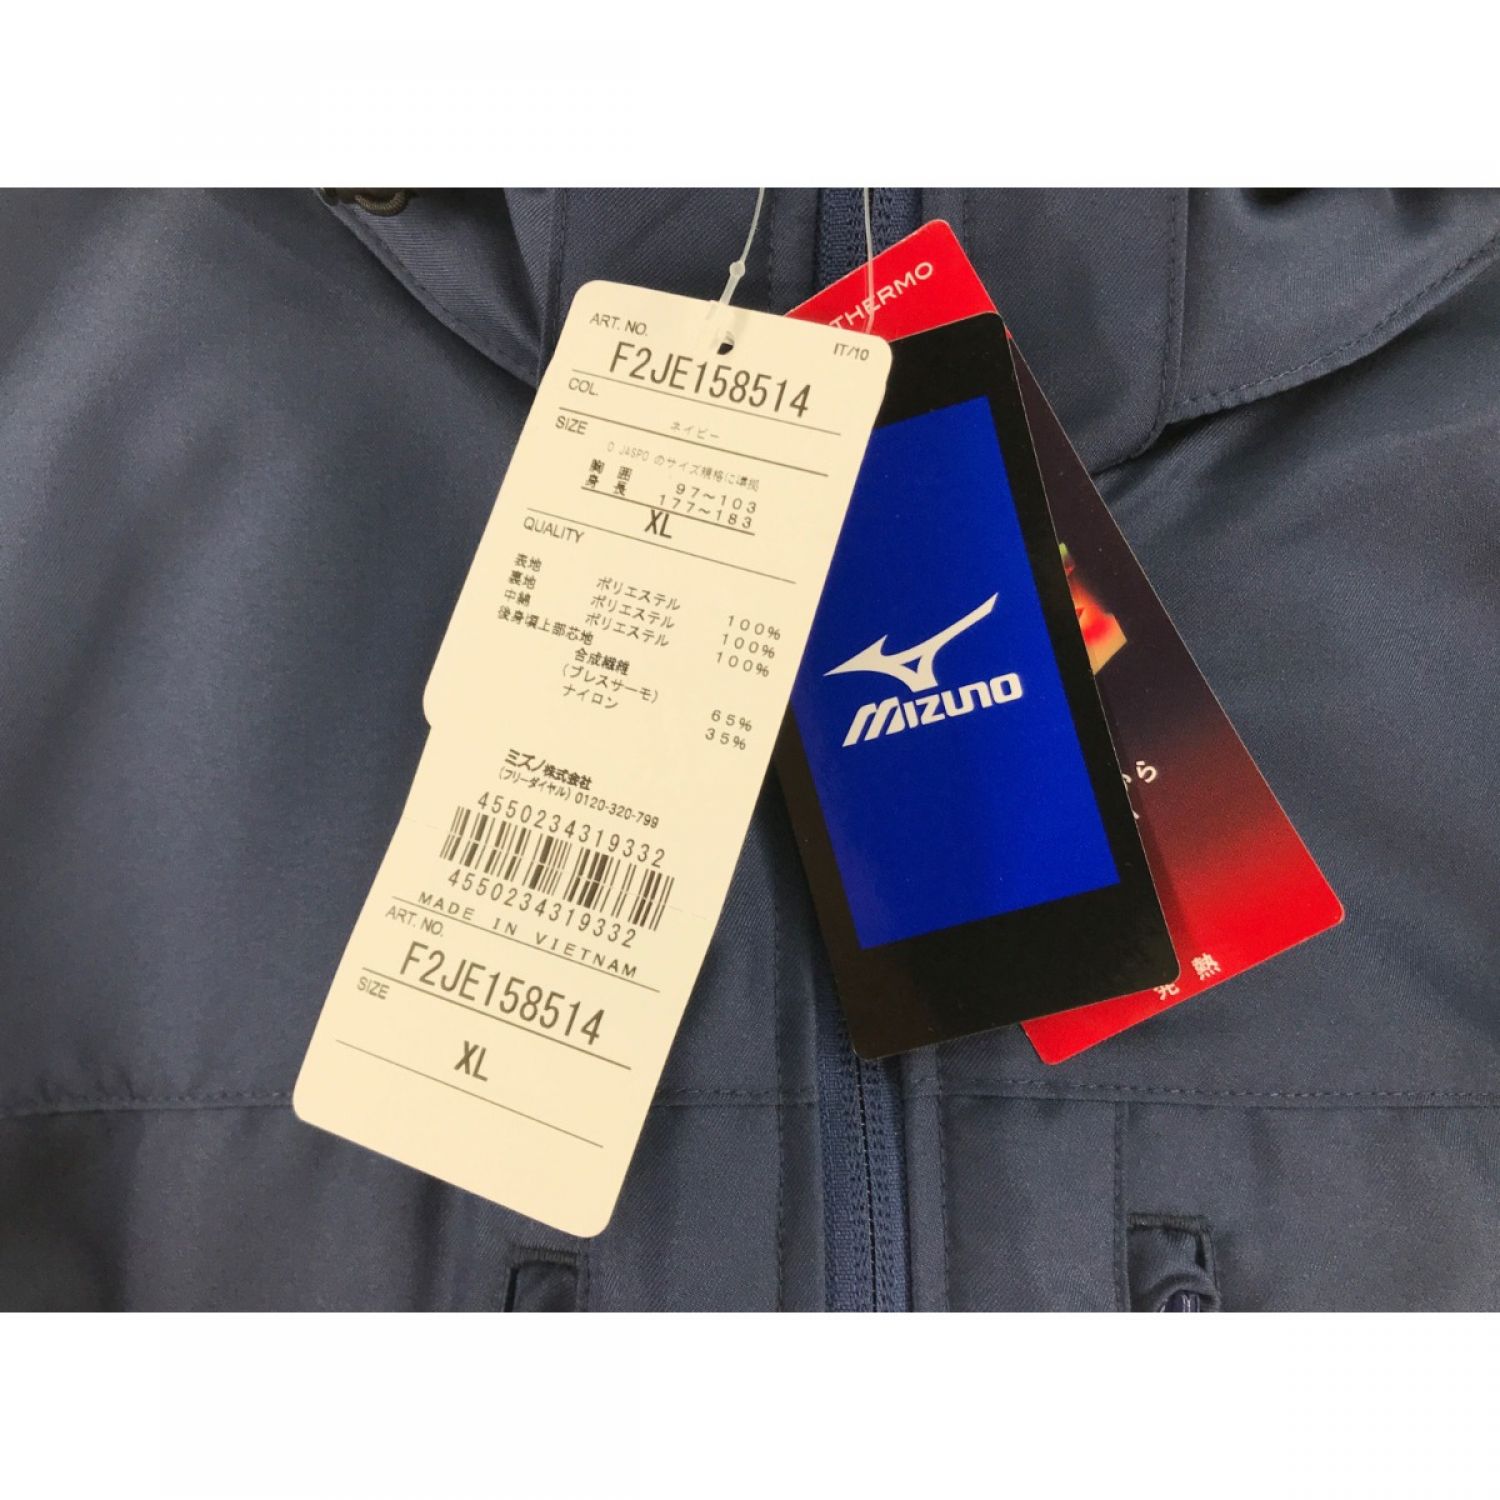 ART. NO.
IT/10
F2JE158514
COL.
ネイビー
SIZE
O JASPO のサイズ規格に準拠
胸囲 97~103
身長 177~183
XL
QUALITY
表地 ポリエステル 100%
裏地 ポリエステル 100%
中綿 ポリエステル 100%
後身頃上部芯地
合成繊維
(ブレスサーモ) 65%
ナイロン 35%
ミズノ株式会社
(フリーダイヤル) 0120-320-799
4550234319332
4550234319332
MADE IN VIETNAM
ART. NO.
F2JE158514
SIZE
XL
MIZUNO
THERMO
から
発熱